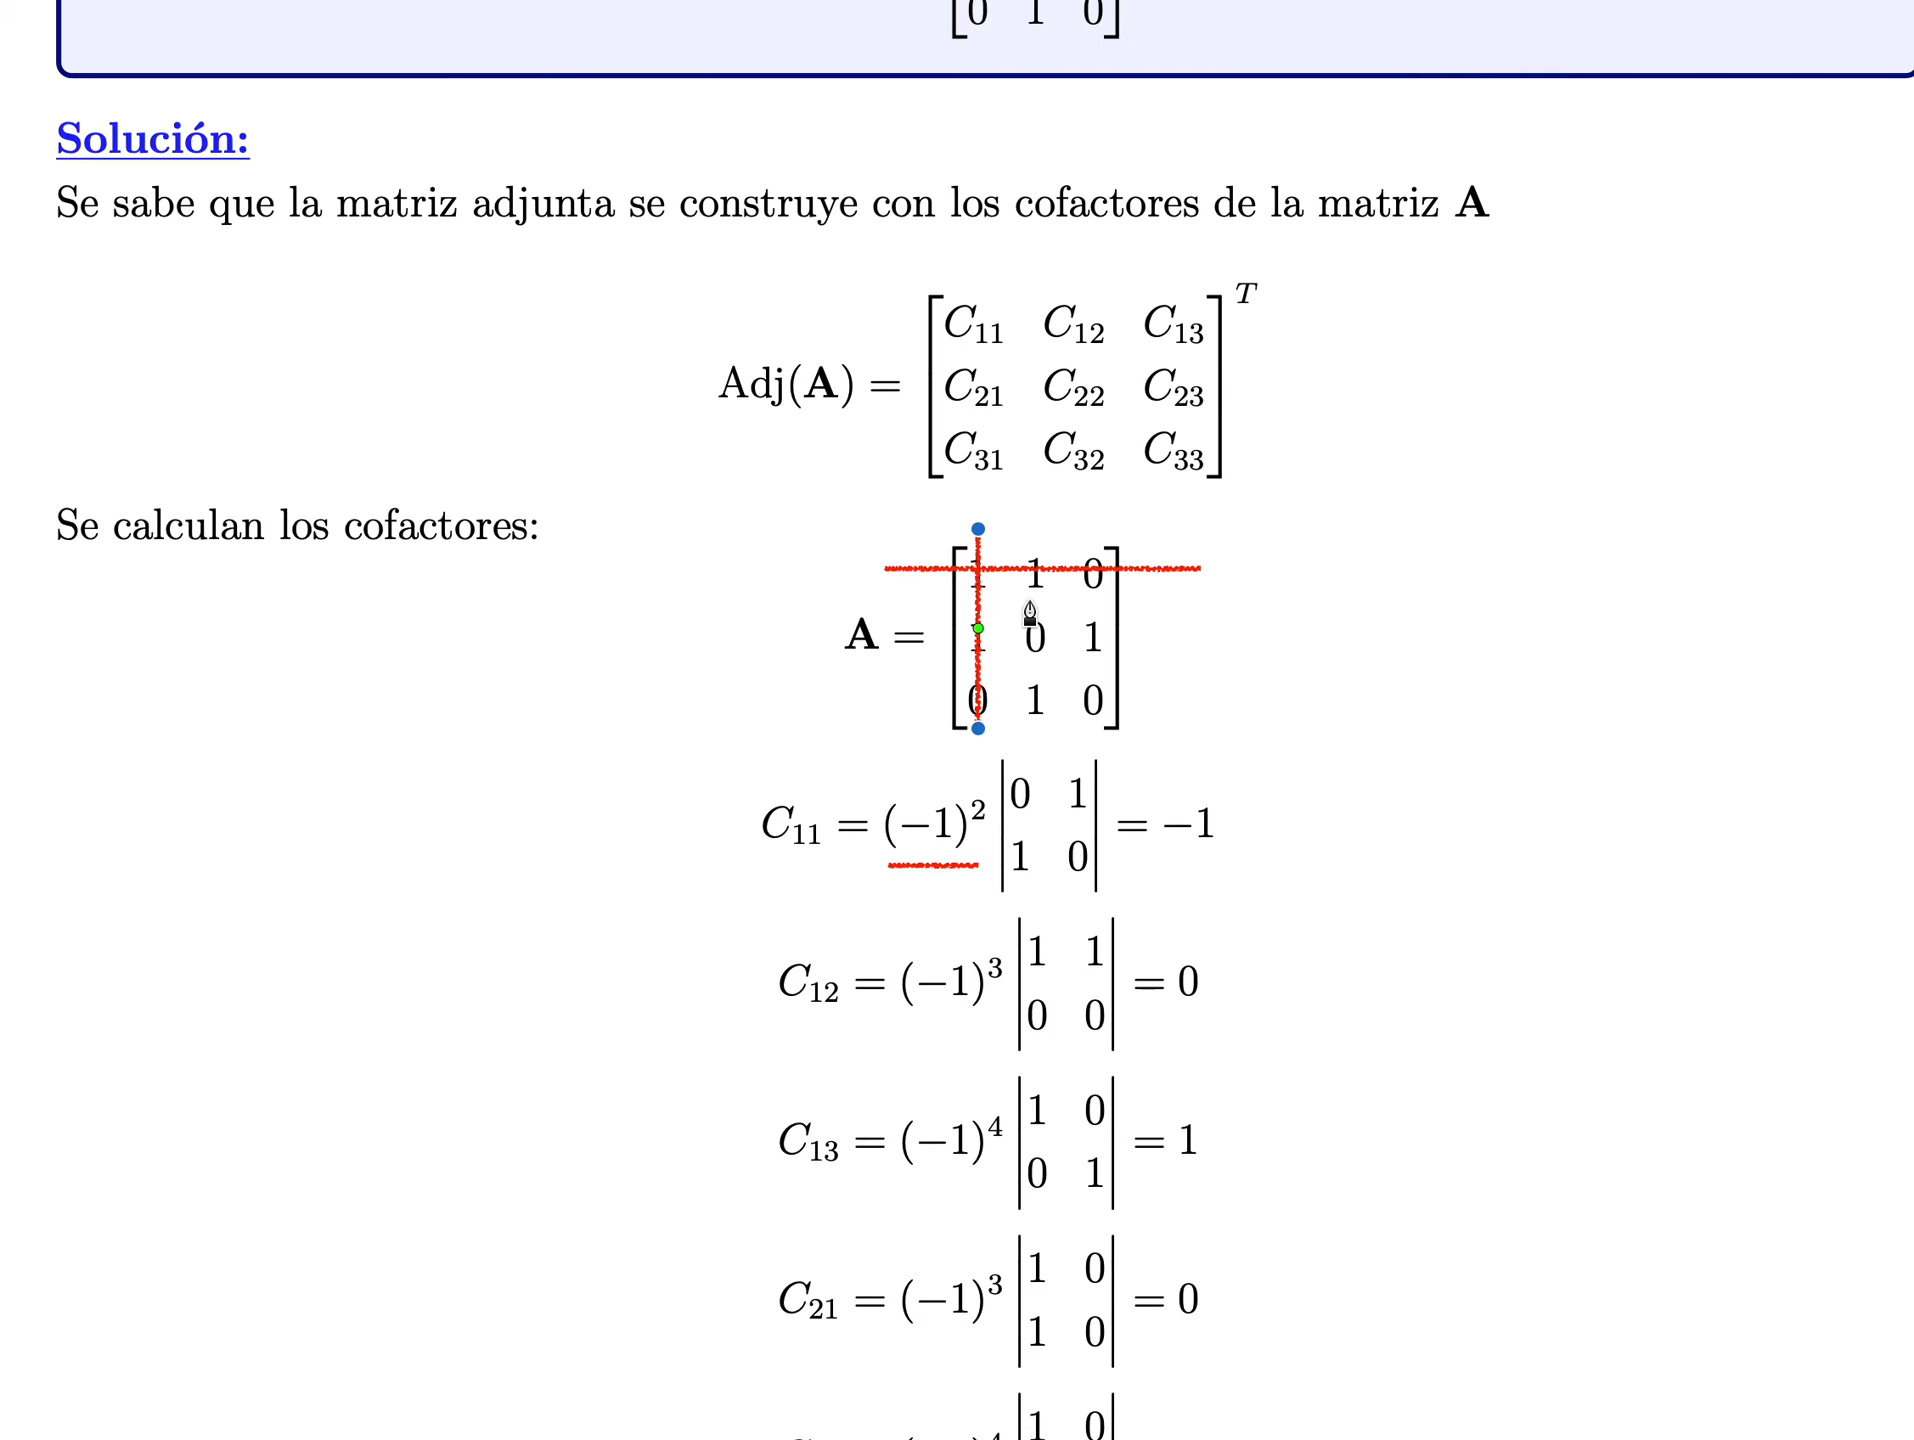 [0 1 0]
Solución:
Se sabe que la matriz adjunta se construye con los cofactores de la matriz A
Adj(A) = [C₁₁ C₁₂ C₁₃
C₂₁ C₂₂ C₂₃
C₃₁ C₃₂ C₃₃]ᵀ
Se calculan los cofactores:
A = [1 1 0
1 0 1
0 1 0]
C₁₁ = (−1)² |0 1
1 0| = −1
C₁₂ = (−1)³ |1 1
0 0| = 0
C₁₃ = (−1)⁴ |1 0
0 1| = 1
C₂₁ = (−1)³ |1 0
1 0| = 0
|1 0|